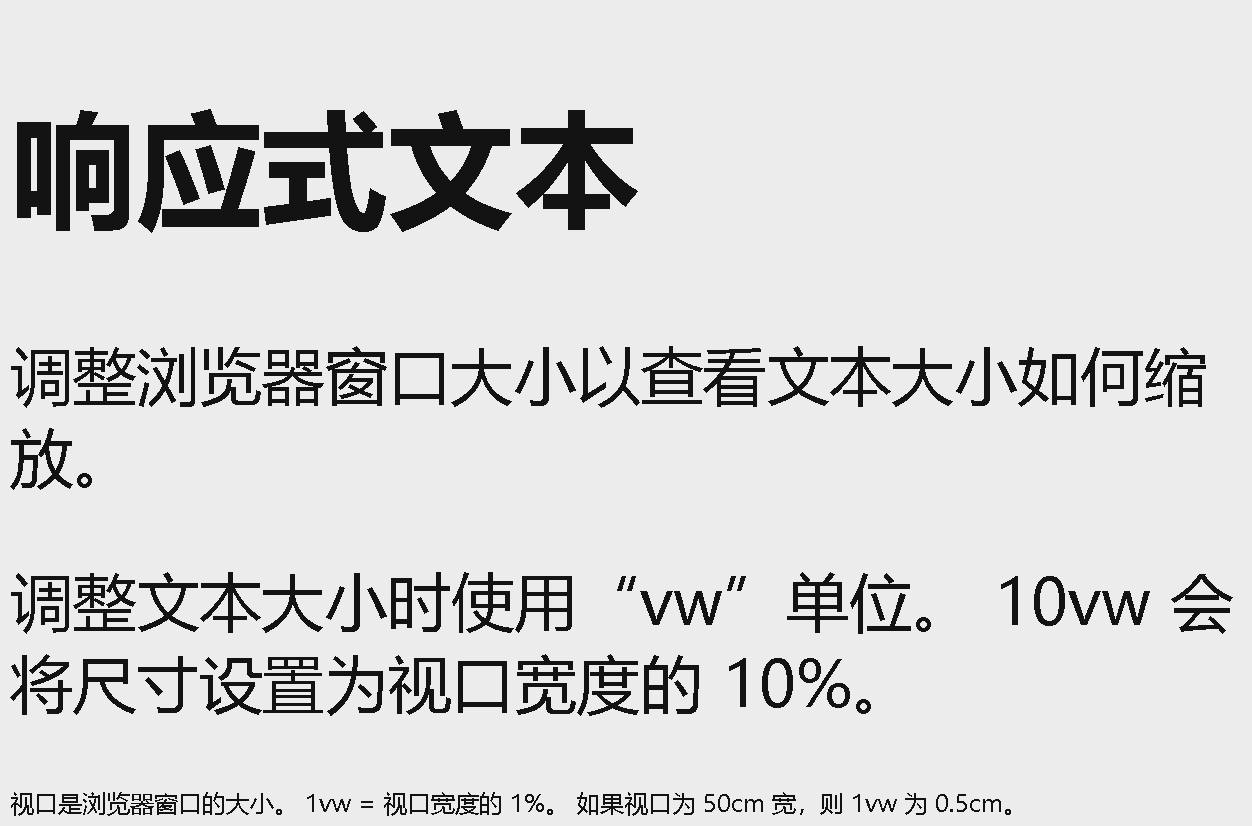 响应式文本
调整浏览器窗口大小以查看文本大小如何缩
放。
调整文本大小时使用“vw”单位。 10vw 会
将尺寸设置为视口宽度的 10%。
视口是浏览器窗口的大小。 1vw = 视口宽度的 1%。 如果视口为 50cm 宽，则 1vw 为 0.5cm。